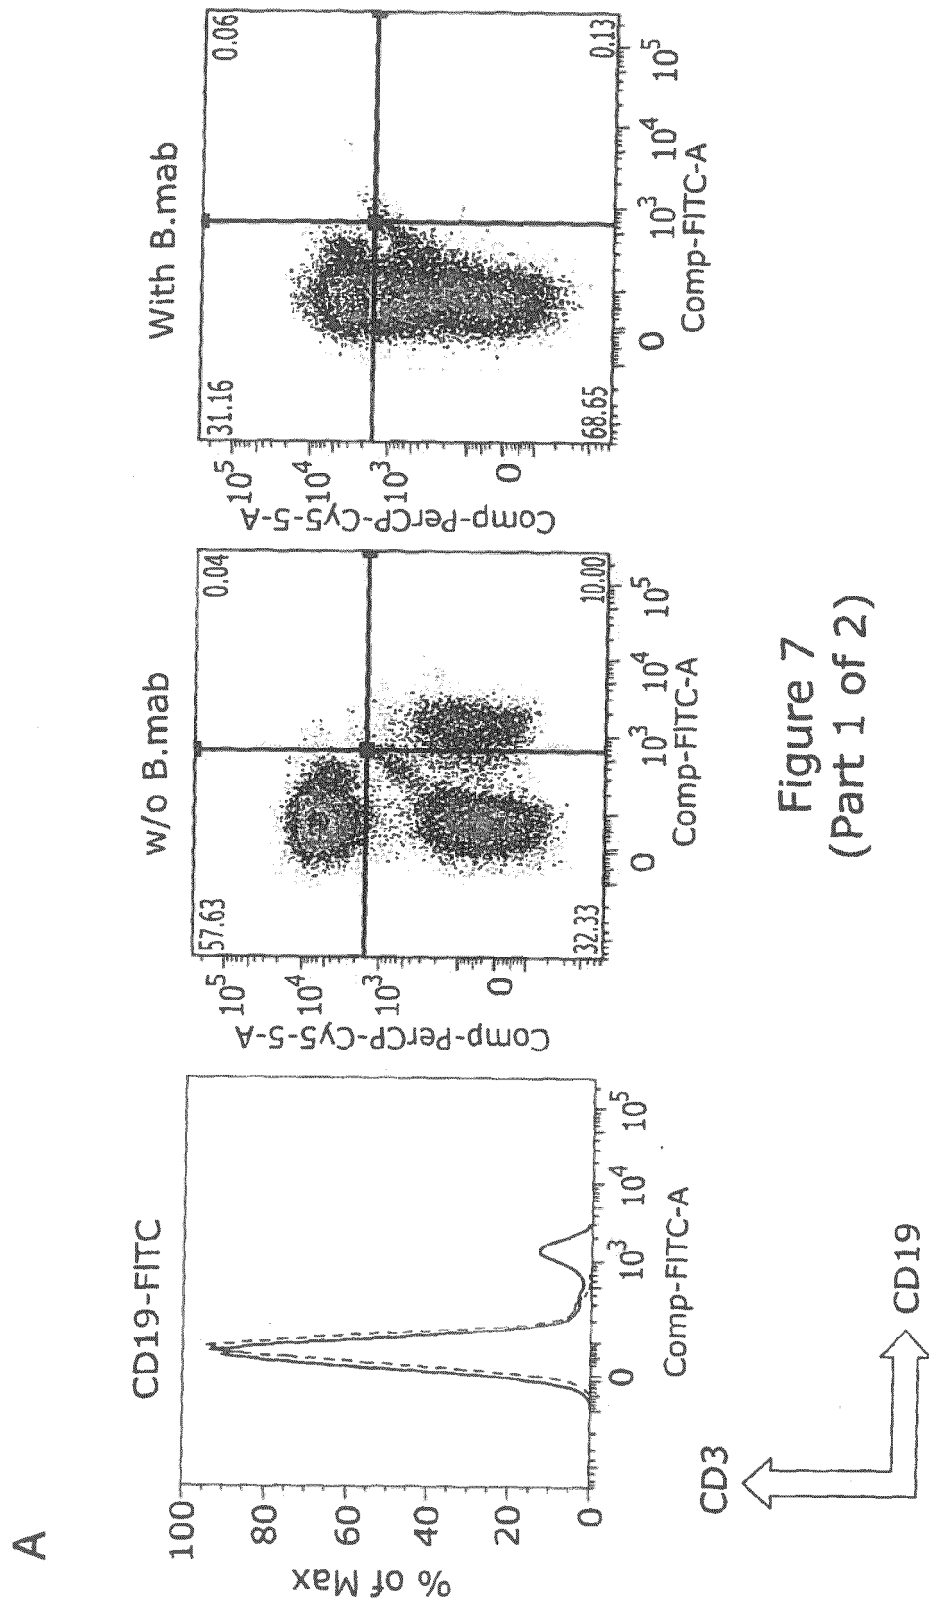 A
CD19-FITC
% of Max
100
80
60
40
20
0
0 10³ 10⁴ 10⁵
Comp-FITC-A
w/o B.mab
Comp-PerCP-Cy5-5-A
10⁵
10⁴
10³
0
57.63 0.04
32.33 10.00
0 10³ 10⁴ 10⁵
Comp-FITC-A
With B.mab
Comp-PerCP-Cy5-5-A
10⁵
10⁴
10³
0
31.16 0.06
68.65 0.13
0 10³ 10⁴ 10⁵
Comp-FITC-A
CD3
CD19
Figure 7
(Part 1 of 2)